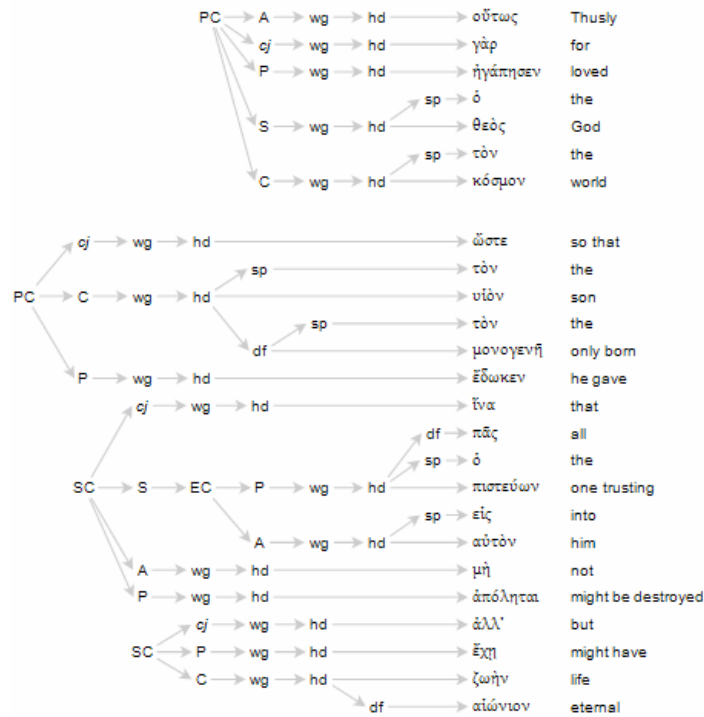 PC A wg hd οὕτως Thusly
cj wg hd γὰρ for
P wg hd ἠγάπησεν loved
sp ὁ the
S wg hd θεὸς God
sp τὸν the
C wg hd κόσμον world
cj wg hd ὥστε so that
sp τὸν the
PC C wg hd υἱὸν son
sp τὸν the
df μονογενῆ only born
P wg hd ἔδωκεν he gave
cj wg hd ἵνα that
df πᾶς all
sp ὁ the
SC S EC P wg hd πιστεύων one trusting
sp εἰς into
A wg hd αὐτὸν him
A wg hd μὴ not
P wg hd ἀπόληται might be destroyed
cj wg hd ἀλλ' but
SC P wg hd ἔχῃ might have
C wg hd ζωὴν life
df αἰώνιον eternal